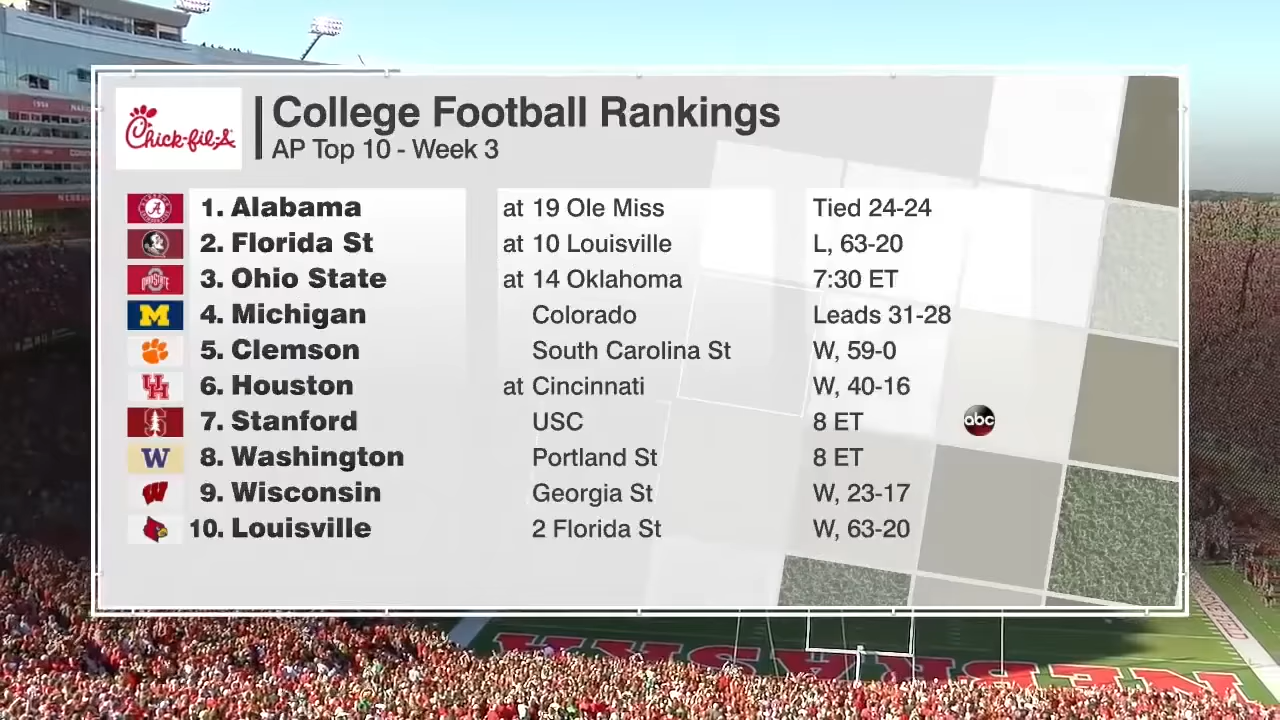 Chick-fil-A
College Football Rankings
AP Top 10 - Week 3
1. Alabama at 19 Ole Miss Tied 24-24
2. Florida St at 10 Louisville L, 63-20
3. Ohio State at 14 Oklahoma 7:30 ET
4. Michigan Colorado Leads 31-28
5. Clemson South Carolina St W, 59-0
6. Houston at Cincinnati W, 40-16
7. Stanford USC 8 ET abc
8. Washington Portland St 8 ET
9. Wisconsin Georgia St W, 23-17
10. Louisville 2 Florida St W, 63-20
NEBRASKA